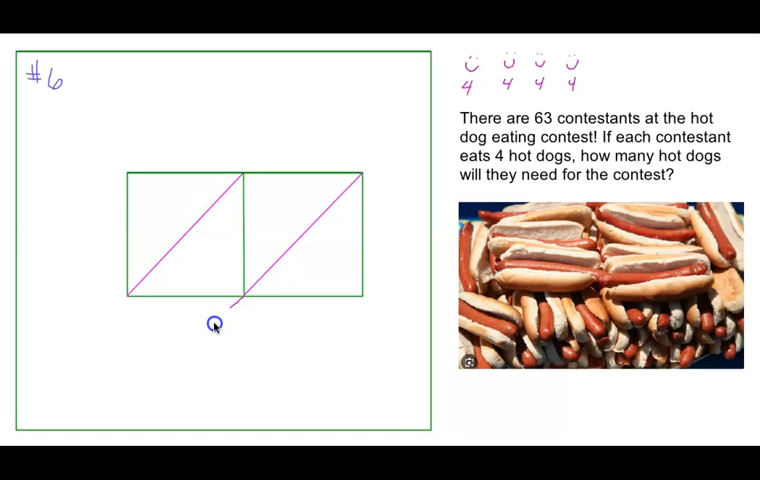 #6
4 4 4 4
There are 63 contestants at the hot
dog eating contest! If each contestant
eats 4 hot dogs, how many hot dogs
will they need for the contest?